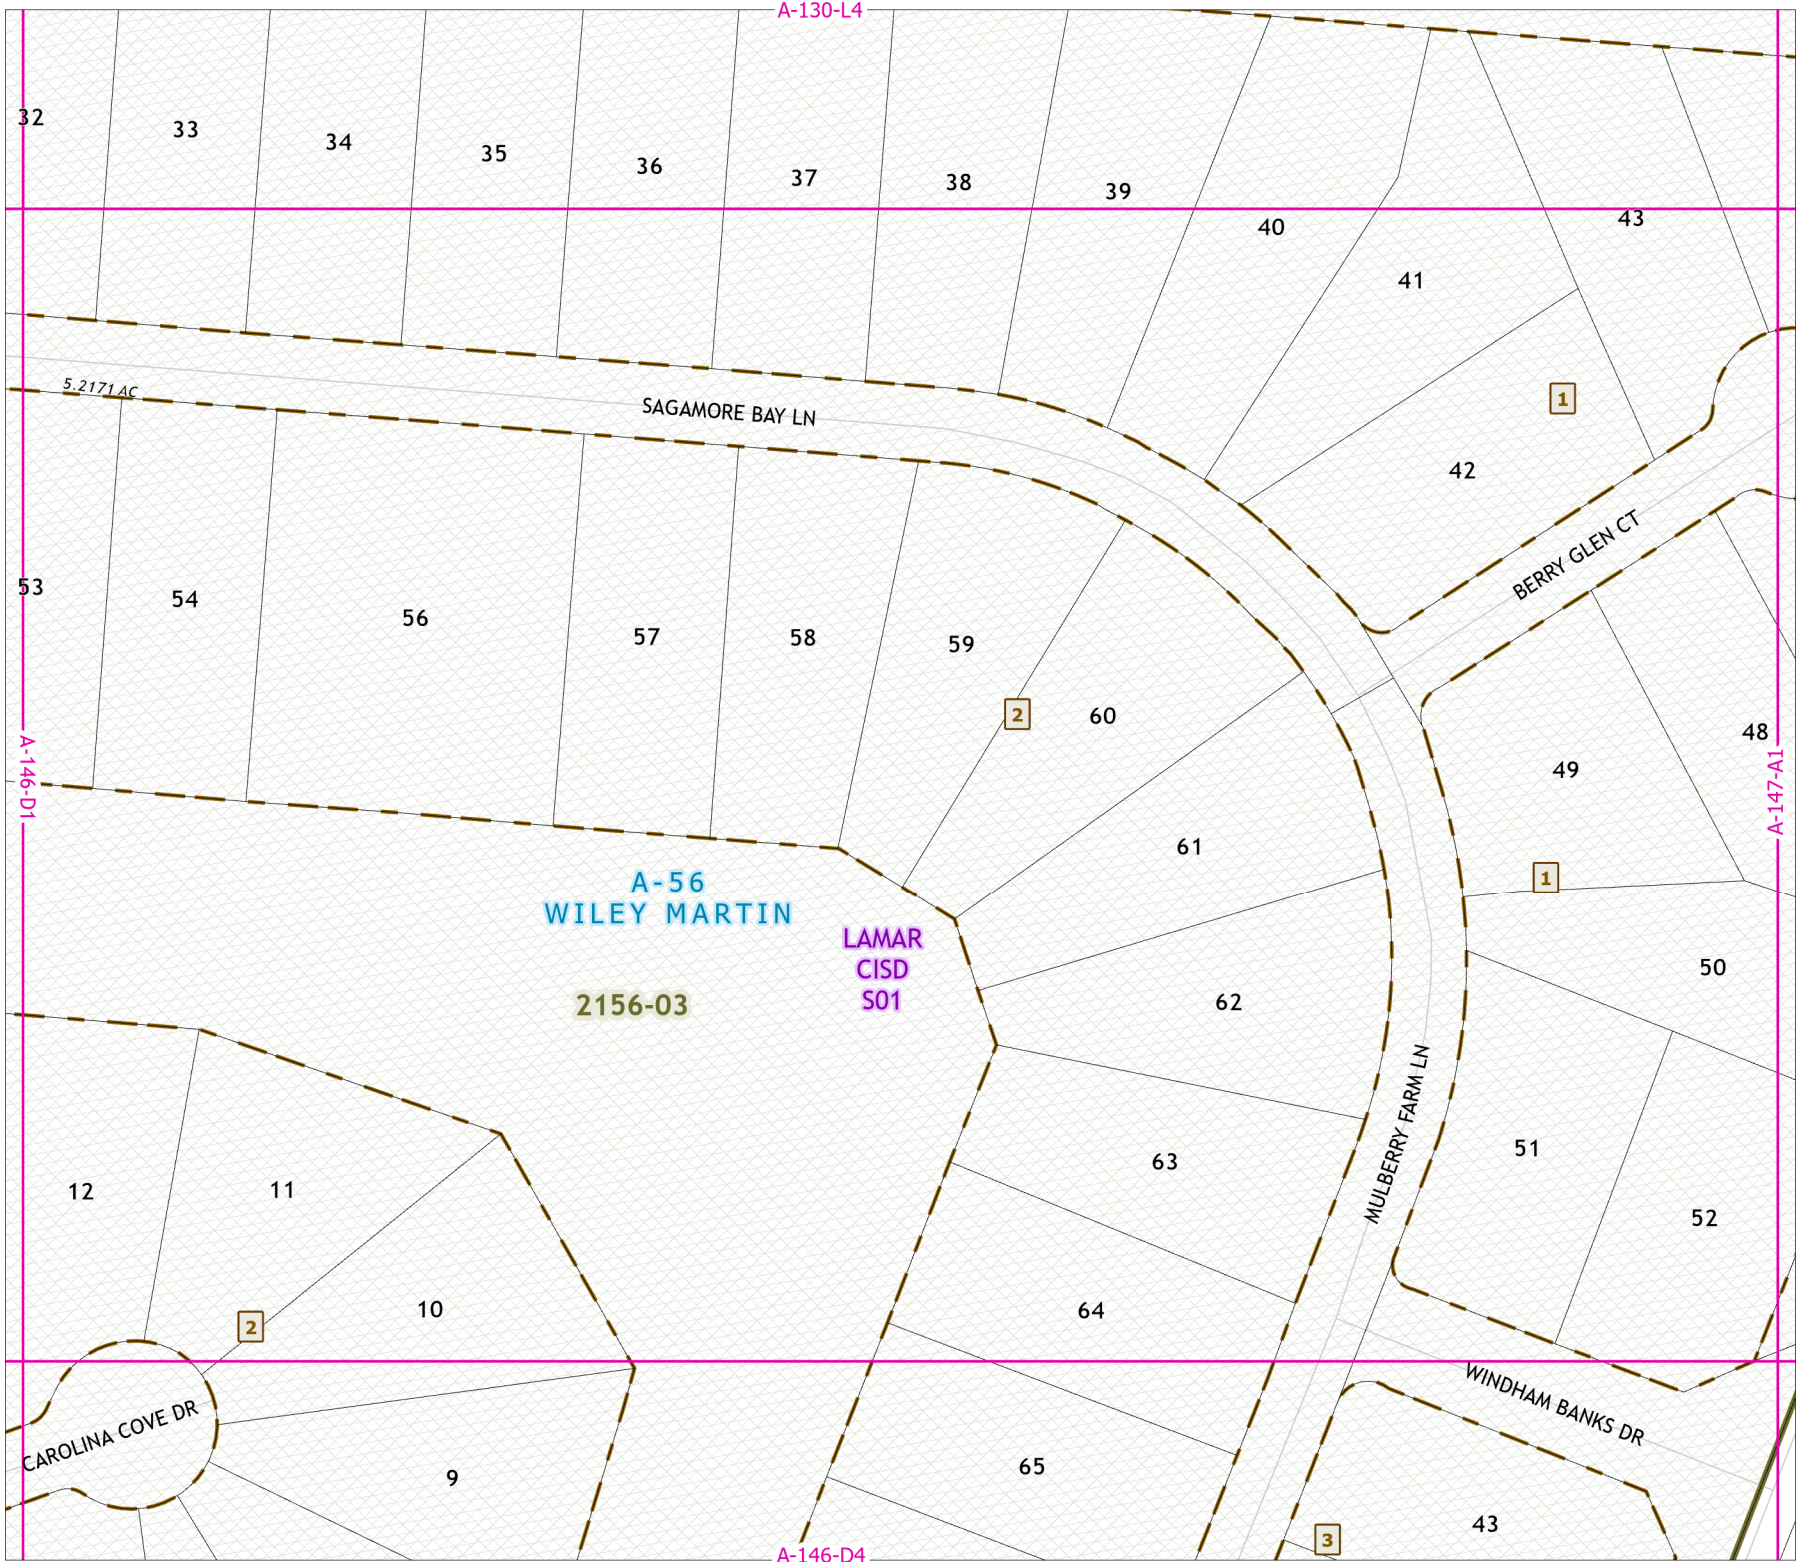 A-130-L4
32
33
34
35
36
37
38
39
40
43
41
5.2171 AC
SAGAMORE BAY LN
1
42
BERRY GLEN CT
53
54
56
57
58
59
2
60
48
49
A-146-D1
A-147-A1
61
1
A-56
WILEY MARTIN
LAMAR
CISD
S01
2156-03
50
62
MULBERRY FARM LN
51
63
12
11
52
10
64
2
WINDHAM BANKS DR
CAROLINA COVE DR
9
65
43
3
A-146-D4